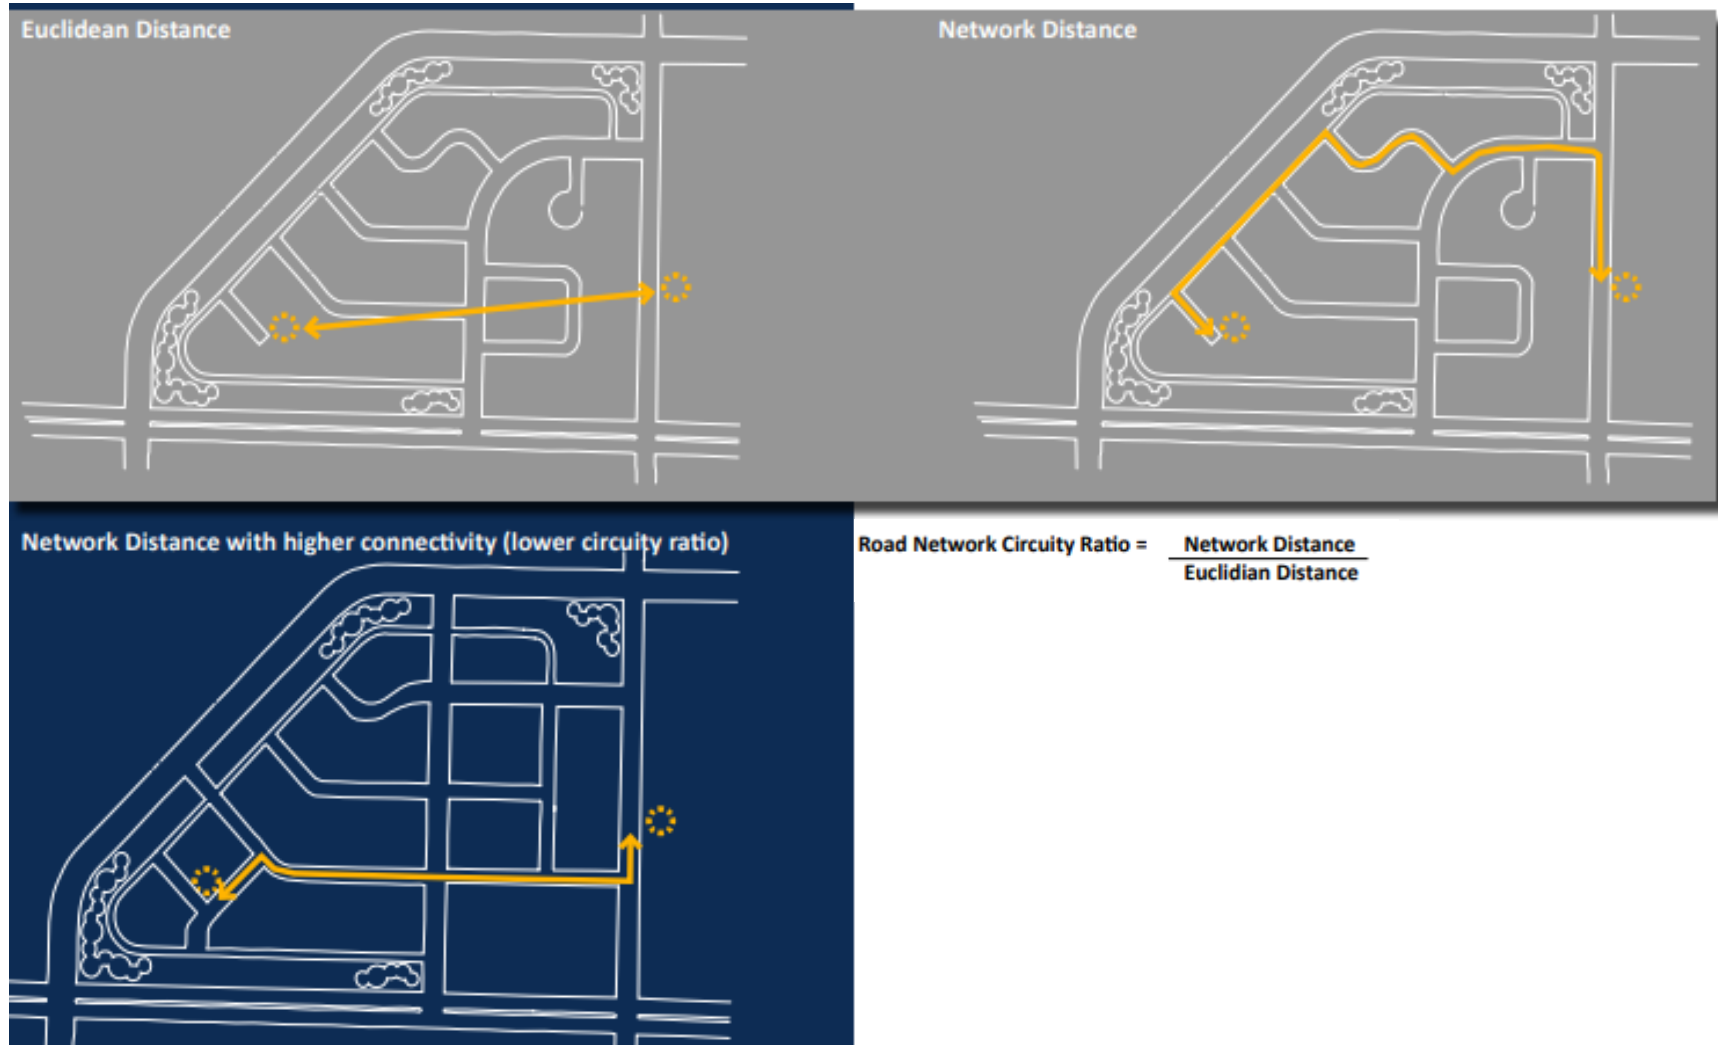 Euclidean Distance
Network Distance
Network Distance with higher connectivity (lower circuity ratio)
Road Network Circuity Ratio = Network Distance
Euclidian Distance